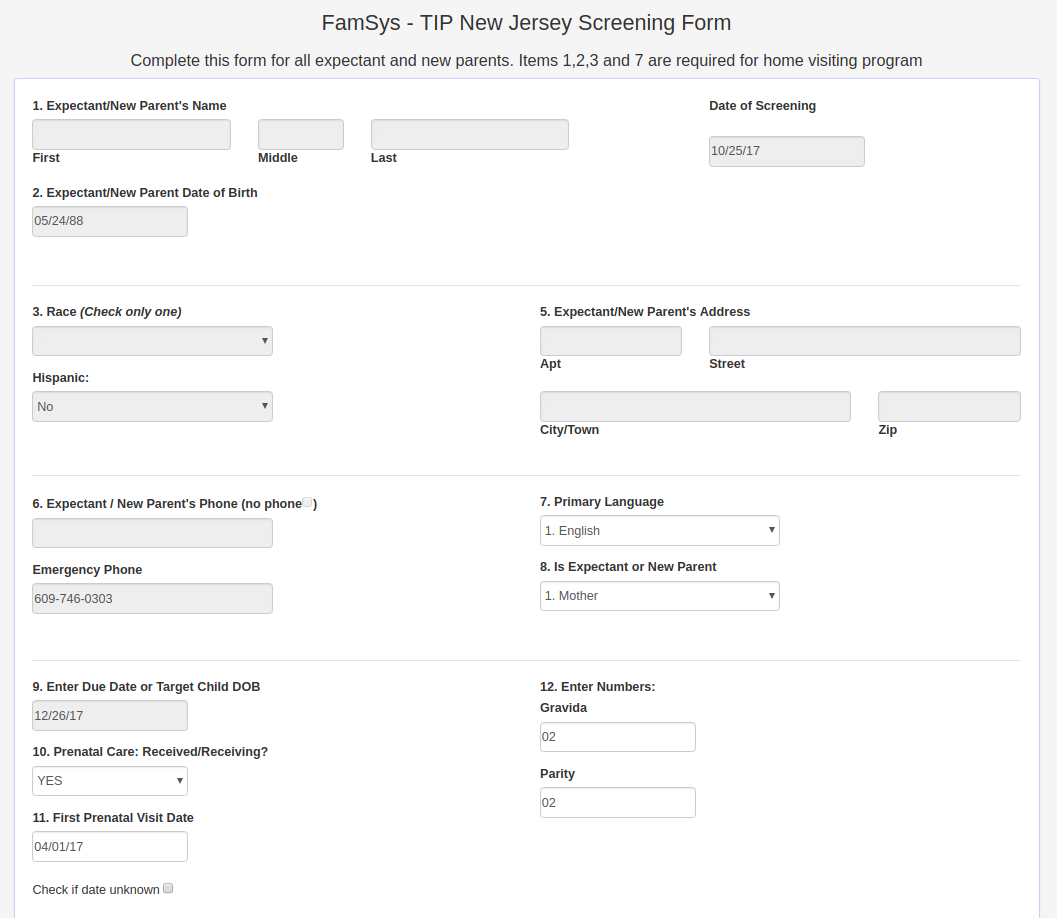 FamSys - TIP New Jersey Screening Form
Complete this form for all expectant and new parents. Items 1,2,3 and 7 are required for home visiting program
1. Expectant/New Parent's Name
Date of Screening
First
Middle
Last
10/25/17
2. Expectant/New Parent Date of Birth
05/24/88
3. Race (Check only one)
5. Expectant/New Parent's Address
Apt
Street
Hispanic:
No
City/Town
Zip
6. Expectant / New Parent's Phone (no phone )
7. Primary Language
1. English
Emergency Phone
8. Is Expectant or New Parent
609-746-0303
1. Mother
9. Enter Due Date or Target Child DOB
12. Enter Numbers:
Gravida
12/26/17
02
10. Prenatal Care: Received/Receiving?
Parity
YES
02
11. First Prenatal Visit Date
04/01/17
Check if date unknown